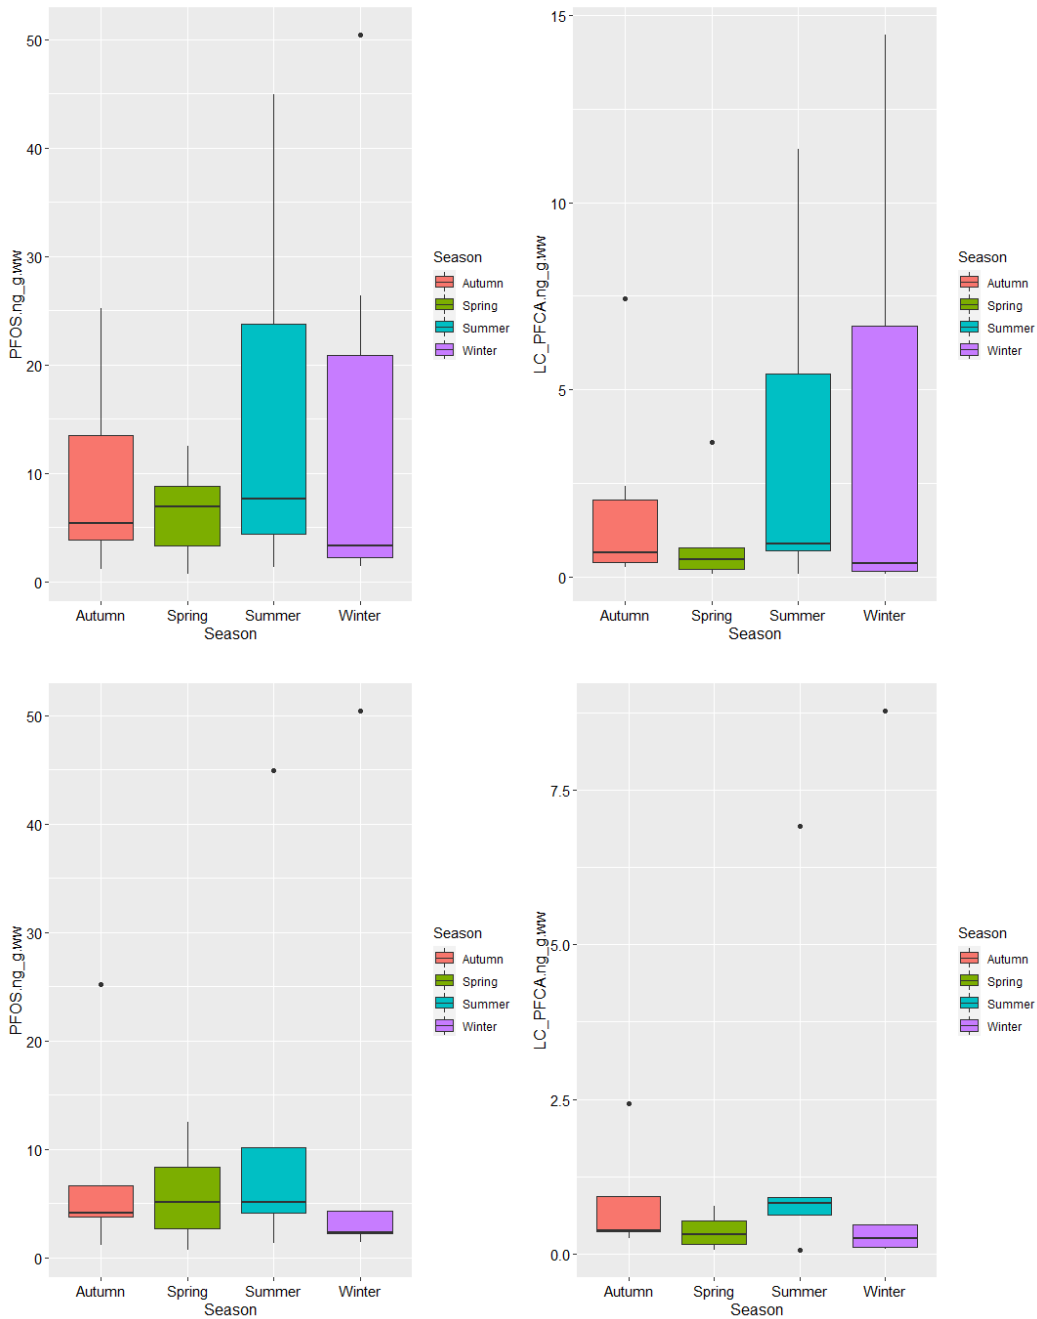 50
40
30
20
10
0
PFOS.ng_g.ww
Autumn Spring Summer Winter
Season
Season
Autumn
Spring
Summer
Winter
15
10
5
0
LC_PFCA.ng_g.ww
Autumn Spring Summer Winter
Season
Season
Autumn
Spring
Summer
Winter
50
40
30
20
10
0
PFOS.ng_g.ww
Autumn Spring Summer Winter
Season
Season
Autumn
Spring
Summer
Winter
7.5
5.0
2.5
0.0
LC_PFCA.ng_g.ww
Autumn Spring Summer Winter
Season
Season
Autumn
Spring
Summer
Winter